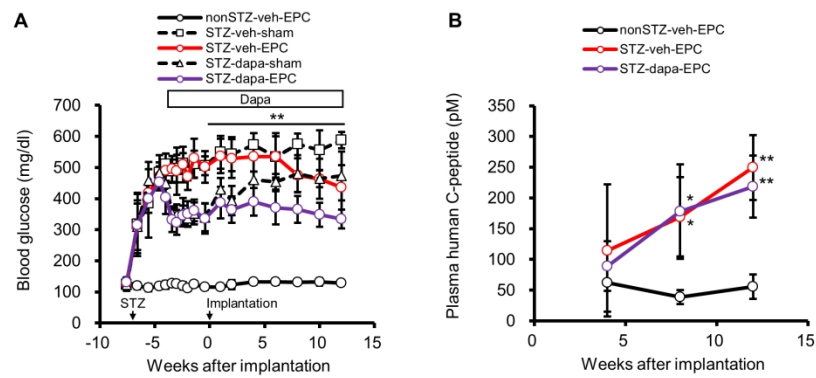 A
nonSTZ-veh-EPC
STZ-veh-sham
STZ-veh-EPC
STZ-dapa-sham
STZ-dapa-EPC
Dapa
**
Blood glucose (mg/dl)
700
600
500
400
300
200
100
0
STZ
Implantation
-10
-5
0
5
10
15
Weeks after implantation
B
nonSTZ-veh-EPC
STZ-veh-EPC
STZ-dapa-EPC
Plasma human C-peptide (pM)
350
300
250
200
150
100
50
0
**
**
*
*
0
5
10
15
Weeks after implantation